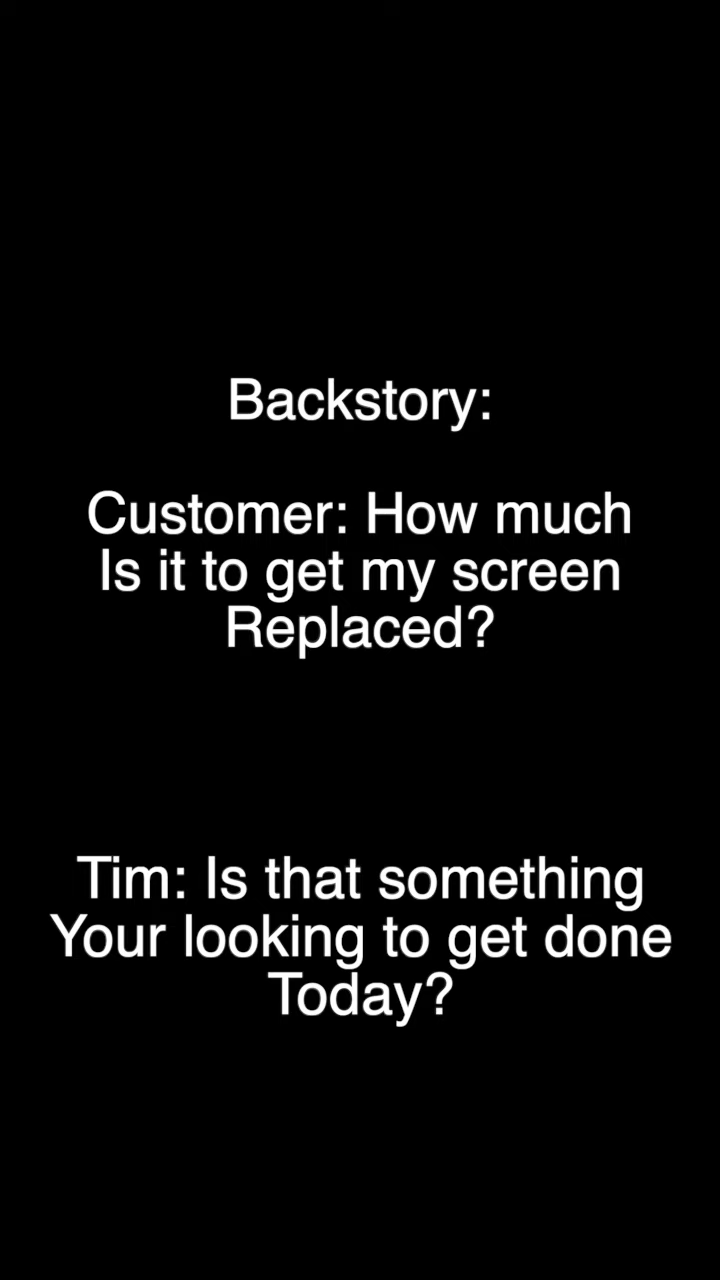 Backstory:
Customer: How much
Is it to get my screen
Replaced?
Tim: Is that something
Your looking to get done
Today?